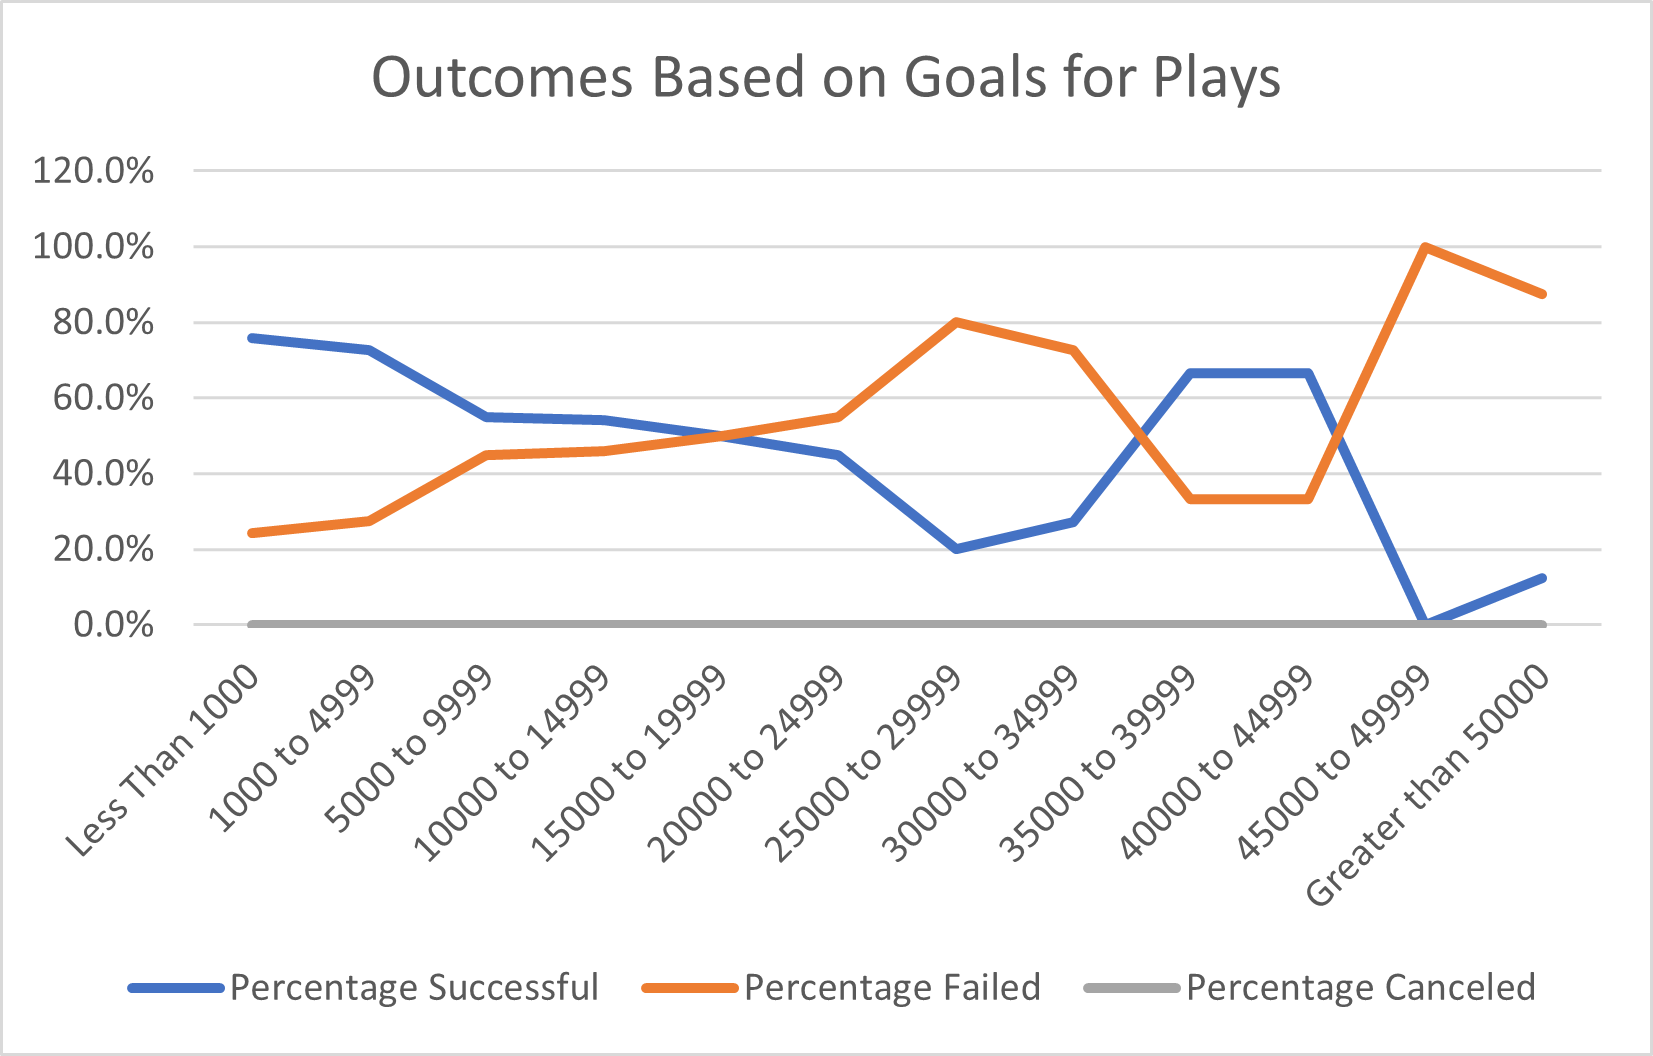 Outcomes Based on Goals for Plays
120.0%
100.0%
80.0%
60.0%
40.0%
20.0%
0.0%
Less Than 1000
1000 to 4999
5000 to 9999
10000 to 14999
15000 to 19999
20000 to 24999
25000 to 29999
30000 to 34999
35000 to 39999
40000 to 44999
45000 to 49999
Greater than 50000
Percentage Successful
Percentage Failed
Percentage Canceled